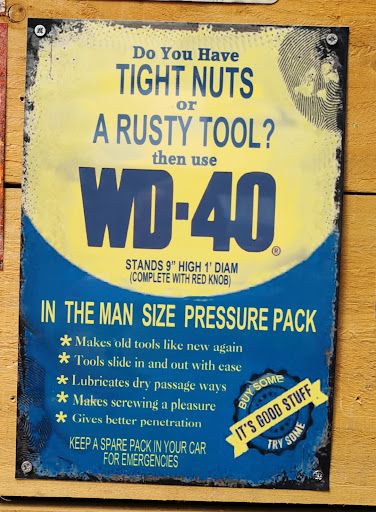 Do You Have
TIGHT NUTS
or
A RUSTY TOOL?
then use
WD-40®
STANDS 9" HIGH 1' DIAM
(COMPLETE WITH RED KNOB)
IN THE MAN SIZE PRESSURE PACK
* Makes old tools like new again
* Tools slide in and out with ease
* Lubricates dry passage ways
* Makes screwing a pleasure
* Gives better penetration
BUY SOME
IT'S GOOD STUFF
TRY SOME
KEEP A SPARE PACK IN YOUR CAR
FOR EMERGENCIES